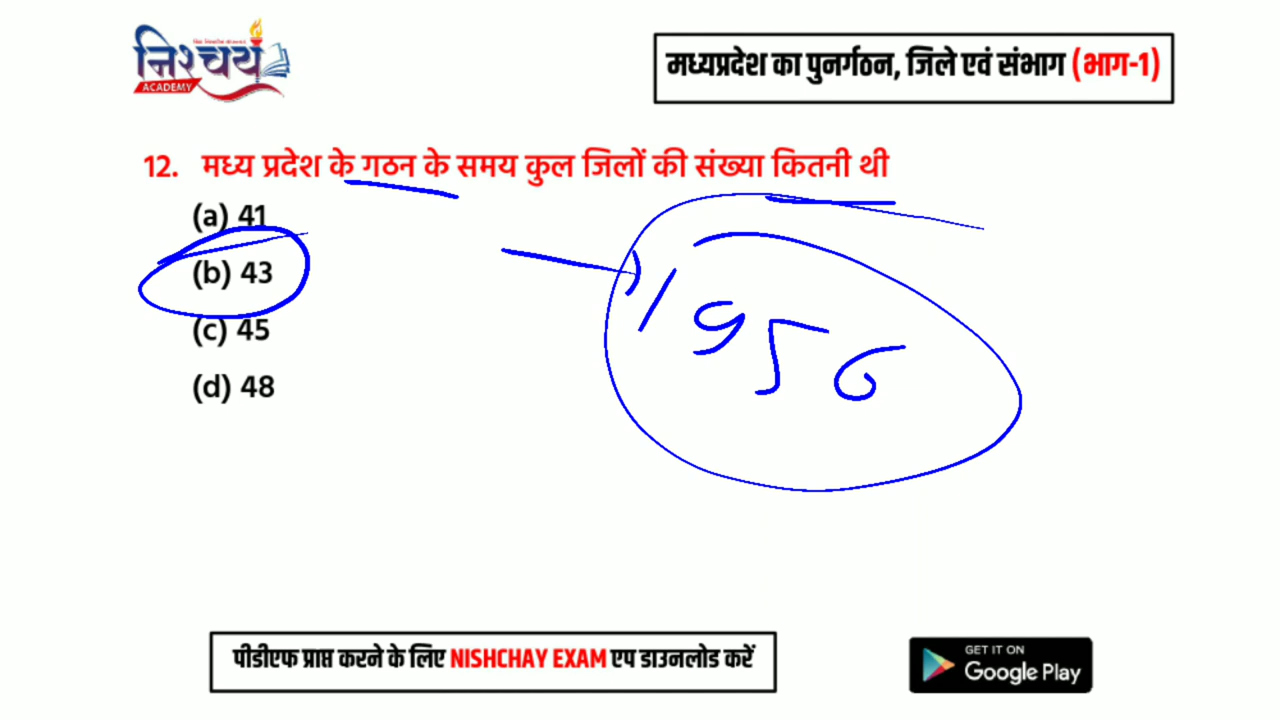 निश्चय
ACADEMY
मध्यप्रदेश का पुनर्गठन, जिले एवं संभाग (भाग-1)
12. मध्य प्रदेश के गठन के समय कुल जिलों की संख्या कितनी थी
(a) 41
(b) 43
(c) 45
(d) 48
1956
पीडीएफ प्राप्त करने के लिए NISHCHAY EXAM एप डाउनलोड करें
GET IT ON
Google Play